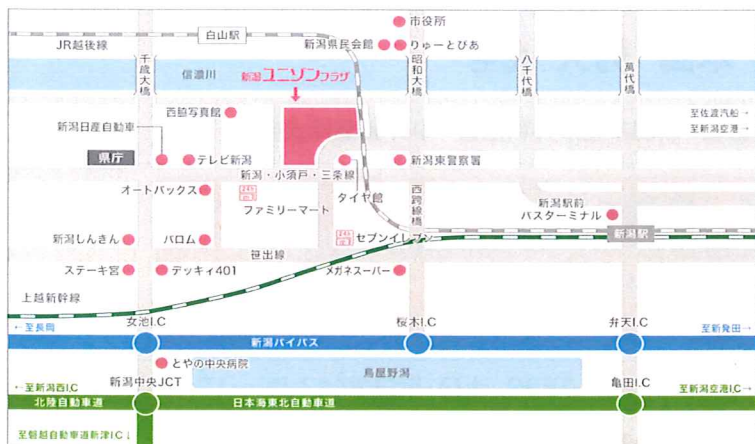 市役所
白山駅
JR越後線
新潟県民会館
りゅーとぴあ
千歳大橋
信濃川
新潟ユニゾンプラザ
昭和大橋
八千代橋
萬代橋
西脇写真館
至佐渡汽船→
至新潟空港→
新潟日産自動車
県庁
テレビ新潟
新潟・小須戸・三条線
タイヤ館
新潟東警察署
オートバックス
ファミリーマート
西跨線橋
新潟駅前
バスターミナル
新潟しんきん
バロム
セブンイレブン
新潟駅
笹出線
ステーキ宮
デッキィ401
メガネスーパー
上越新幹線
女池I.C
桜木I.C
弁天I.C
←至長岡
新潟バイパス
至新発田→
とやの中央病院
鳥屋野潟
新潟中央JCT
亀田I.C
←至新潟西I.C
至新潟空港I.C→
北陸自動車道
日本海東北自動車道
至磐越自動車道新津I.C↓